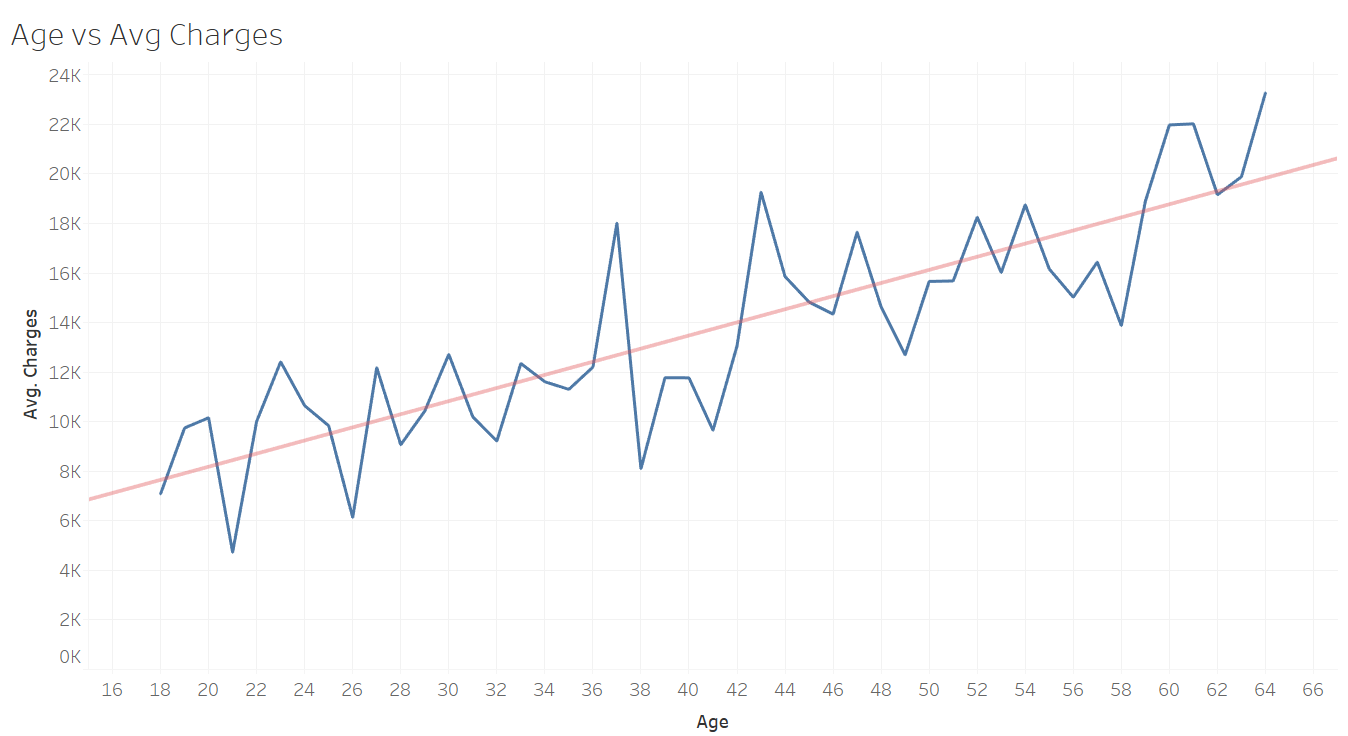 Age vs Avg Charges
24K
22K
20K
18K
16K
14K
12K
10K
8K
6K
4K
2K
0K
Avg. Charges
16 18 20 22 24 26 28 30 32 34 36 38 40 42 44 46 48 50 52 54 56 58 60 62 64 66
Age